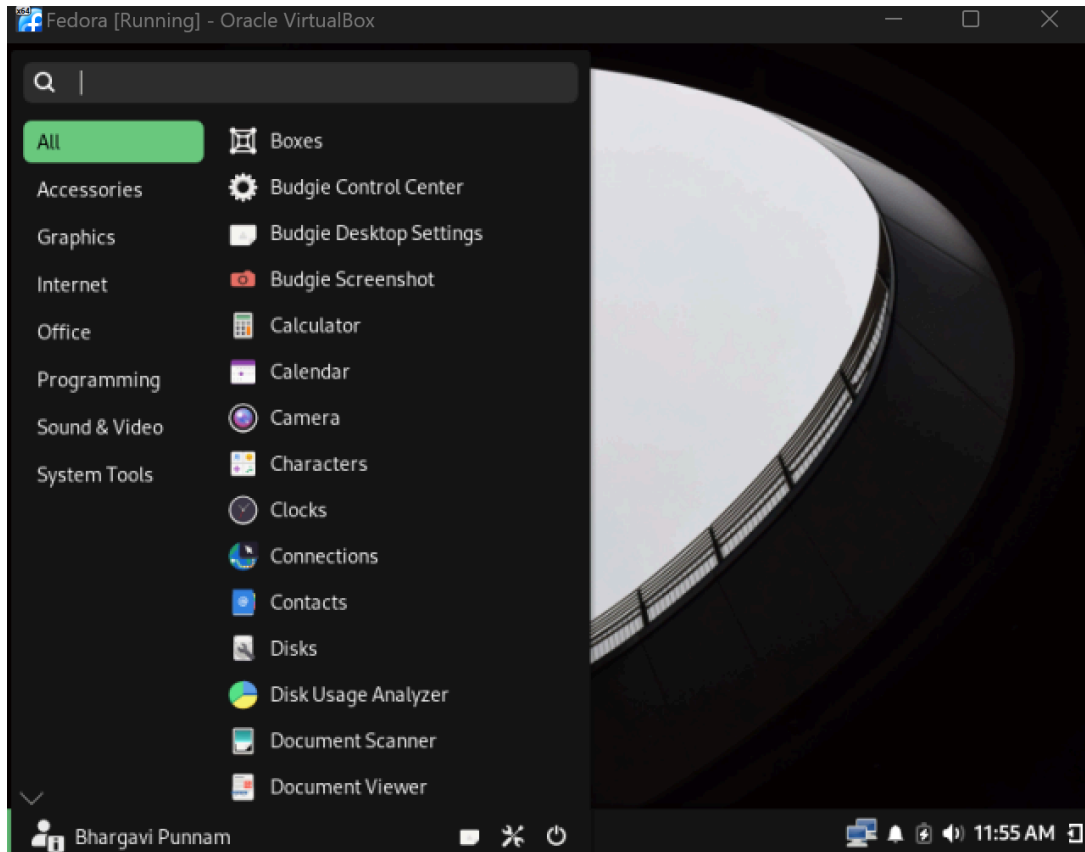 x64
Fedora [Running] - Oracle VirtualBox
All
Accessories
Graphics
Internet
Office
Programming
Sound & Video
System Tools
Boxes
Budgie Control Center
Budgie Desktop Settings
Budgie Screenshot
Calculator
Calendar
Camera
Characters
Clocks
Connections
Contacts
Disks
Disk Usage Analyzer
Document Scanner
Document Viewer
Bhargavi Punnam
11:55 AM